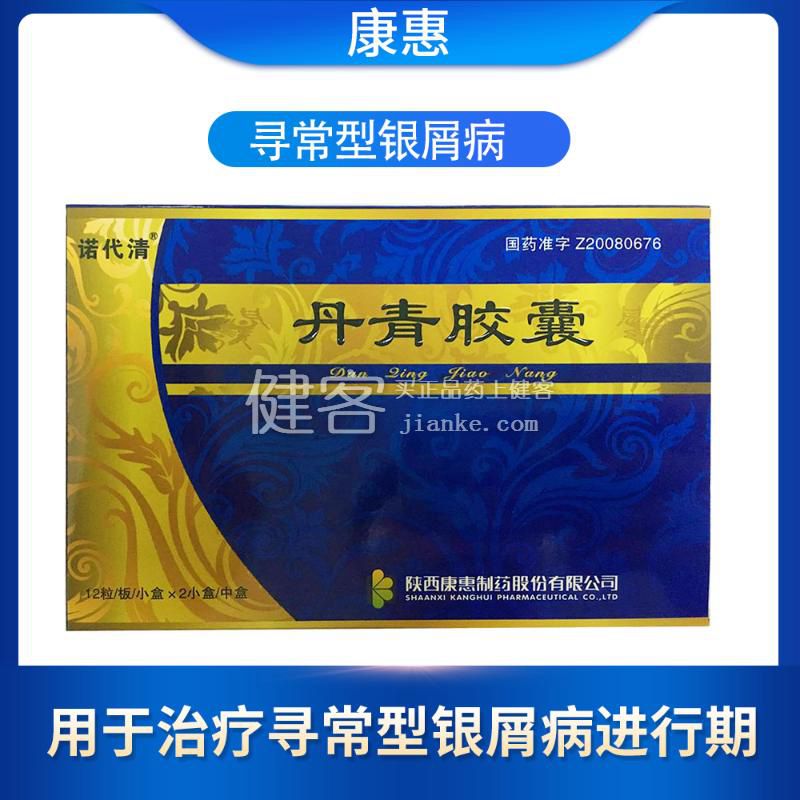 康惠
寻常型银屑病
诺代清®
国药准字 Z20080676
丹青胶囊
Dan Qing Jiao Nang
健客
买正品药上健客
jianke.com
陕西康惠制药股份有限公司
SHAANXI KANGHUI PHARMACEUTICAL CO.,LTD
12粒/板/小盒×2小盒/中盒
用于治疗寻常型银屑病进行期